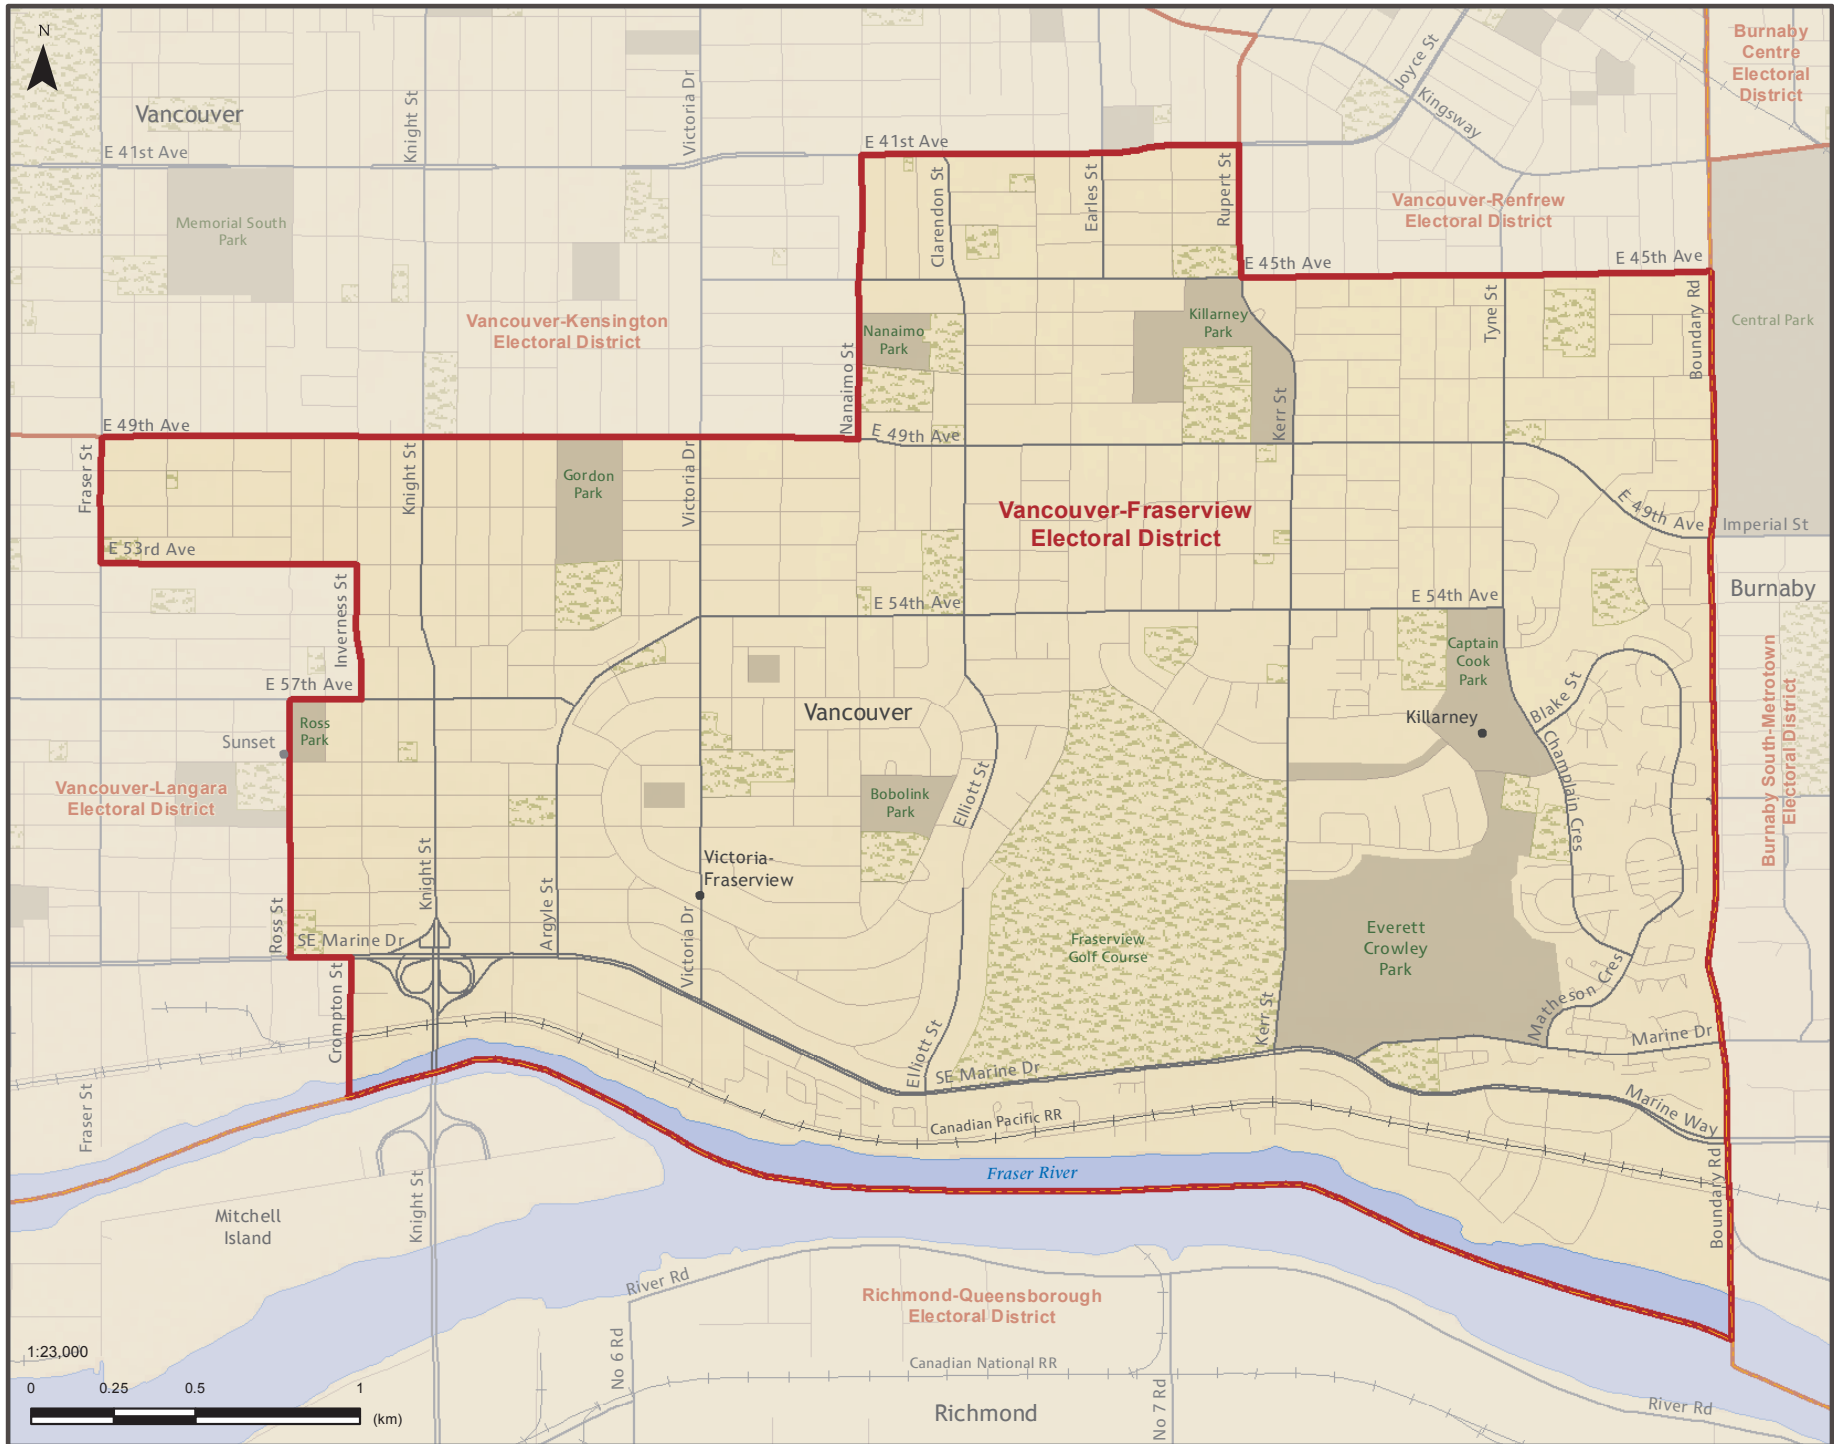 N
Vancouver
E 41st Ave
Knight St
Victoria Dr
Memorial South
Park
E 41st Ave
Clarendon St
Earles St
Rupert St
Joyce St
Kingsway
Burnaby
Centre
Electoral
District
Vancouver-Renfrew
Electoral District
E 45th Ave
E 45th Ave
Vancouver-Kensington
Electoral District
Nanaimo
Park
Nanaimo St
Killarney
Park
Kerr St
Tyne St
Boundary Rd
Central Park
E 49th Ave
E 49th Ave
Fraser St
Knight St
Gordon
Park
Victoria Dr
Vancouver-Fraserview
Electoral District
E 49th Ave
Imperial St
E 53rd Ave
Inverness St
E 54th Ave
E 54th Ave
Burnaby
E 57th Ave
Ross
Park
Sunset
Vancouver
Captain
Cook
Park
Killarney
Blake St
Champlain Cres
Burnaby South-Metrotown
Electoral District
Vancouver-Langara
Electoral District
Bobolink
Park
Elliott St
Victoria-
Fraserview
Knight St
Argyle St
Ross St
SE Marine Dr
Victoria Dr
Fraserview
Golf Course
Everett
Crowley
Park
Kerr St
Matheson Cres
Marine Dr
Crompton St
Elliott St
SE Marine Dr
Fraser St
Canadian Pacific RR
Marine Way
Fraser River
Boundary Rd
Mitchell
Island
Knight St
River Rd
Richmond-Queensborough
Electoral District
No 6 Rd
Canadian National RR
No 7 Rd
River Rd
Richmond
1:23,000
0 0.25 0.5 1
(km)